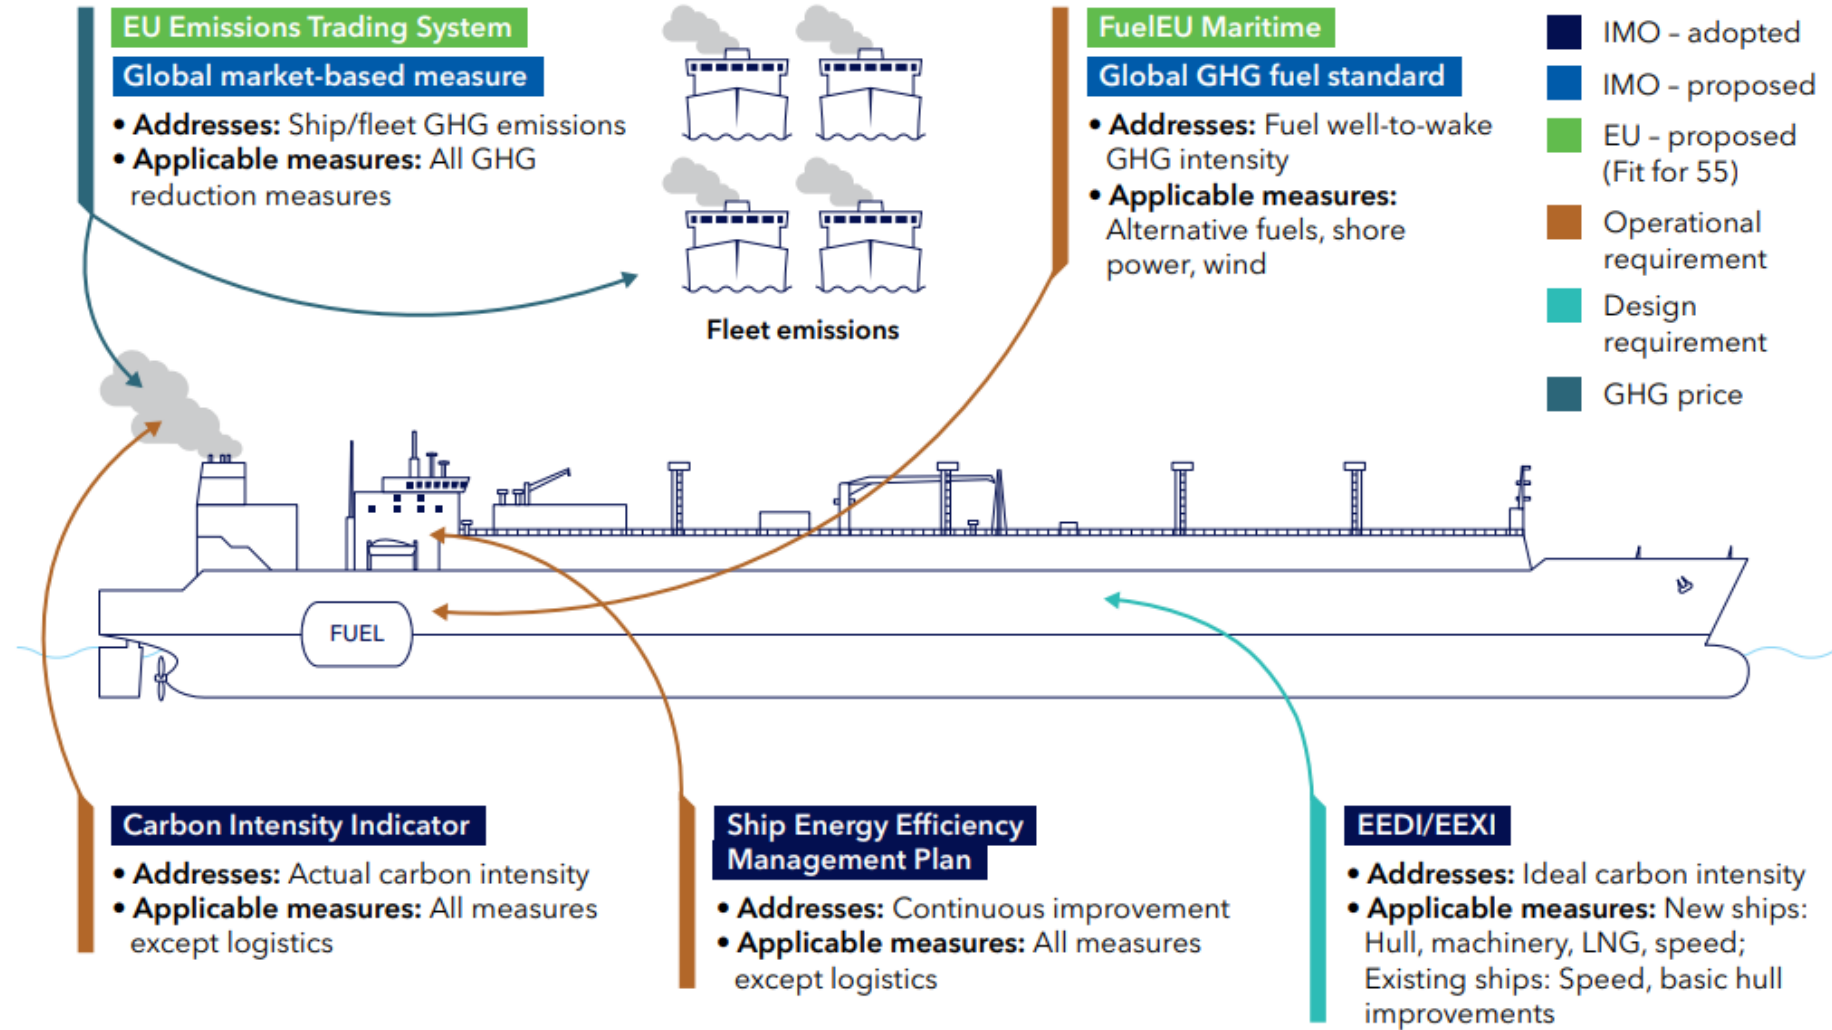 EU Emissions Trading System
Global market-based measure
• Addresses: Ship/fleet GHG emissions
• Applicable measures: All GHG
reduction measures
Fleet emissions
FuelEU Maritime
Global GHG fuel standard
• Addresses: Fuel well-to-wake
GHG intensity
• Applicable measures:
Alternative fuels, shore
power, wind
IMO – adopted
IMO – proposed
EU – proposed
(Fit for 55)
Operational
requirement
Design
requirement
GHG price
FUEL
Carbon Intensity Indicator
• Addresses: Actual carbon intensity
• Applicable measures: All measures
except logistics
Ship Energy Efficiency
Management Plan
• Addresses: Continuous improvement
• Applicable measures: All measures
except logistics
EEDI/EEXI
• Addresses: Ideal carbon intensity
• Applicable measures: New ships:
Hull, machinery, LNG, speed;
Existing ships: Speed, basic hull
improvements